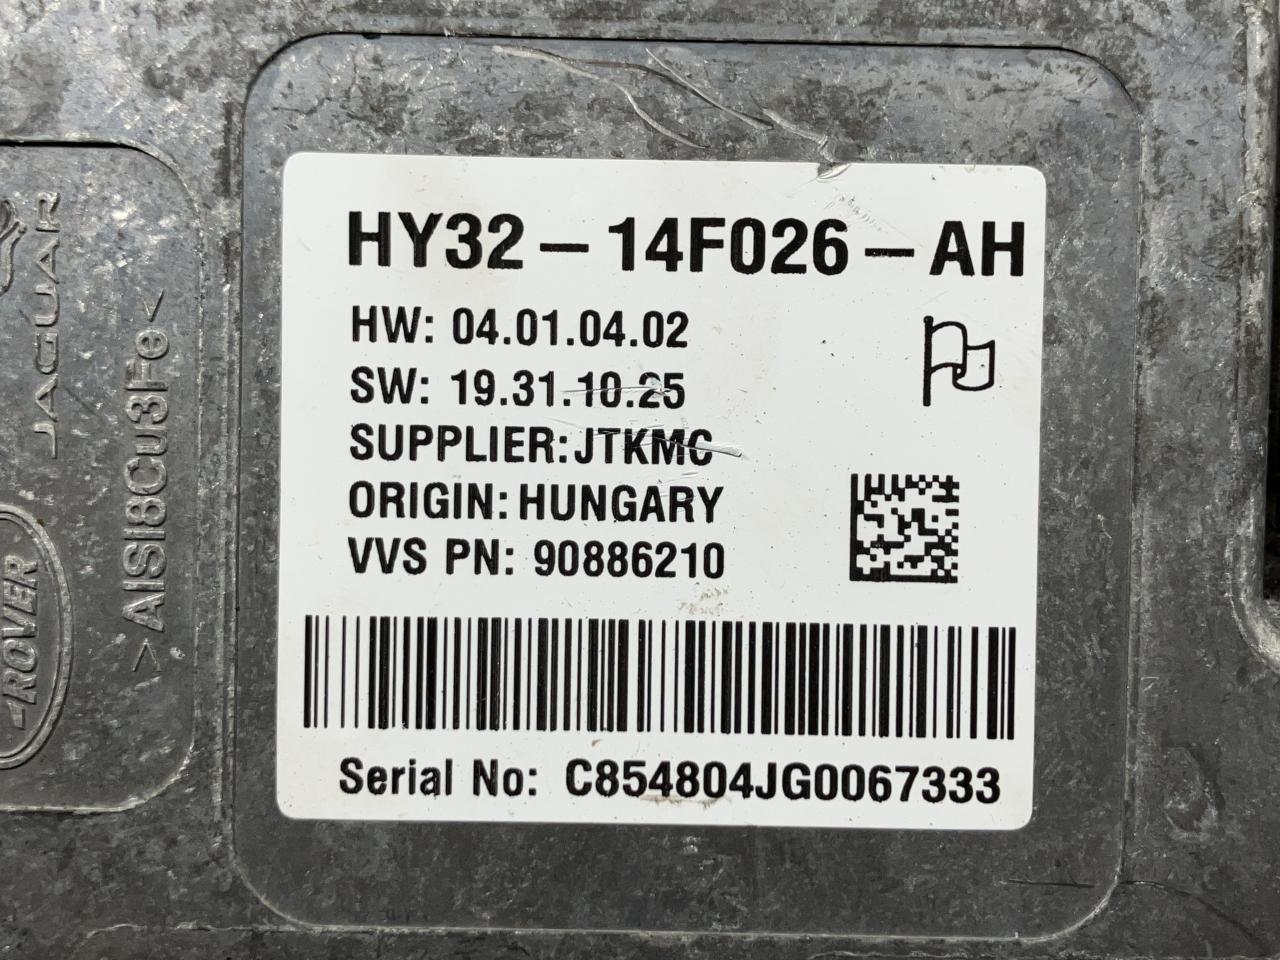 HY32-14F026-AH
HW: 04.01.04.02
SW: 19.31.10.25
SUPPLIER:JTKMC
ORIGIN:HUNGARY
VVS PN: 90886210
Serial No: C854804JG0067333
JAGUAR
-ROVER
>AlSi8Cu3Fe<